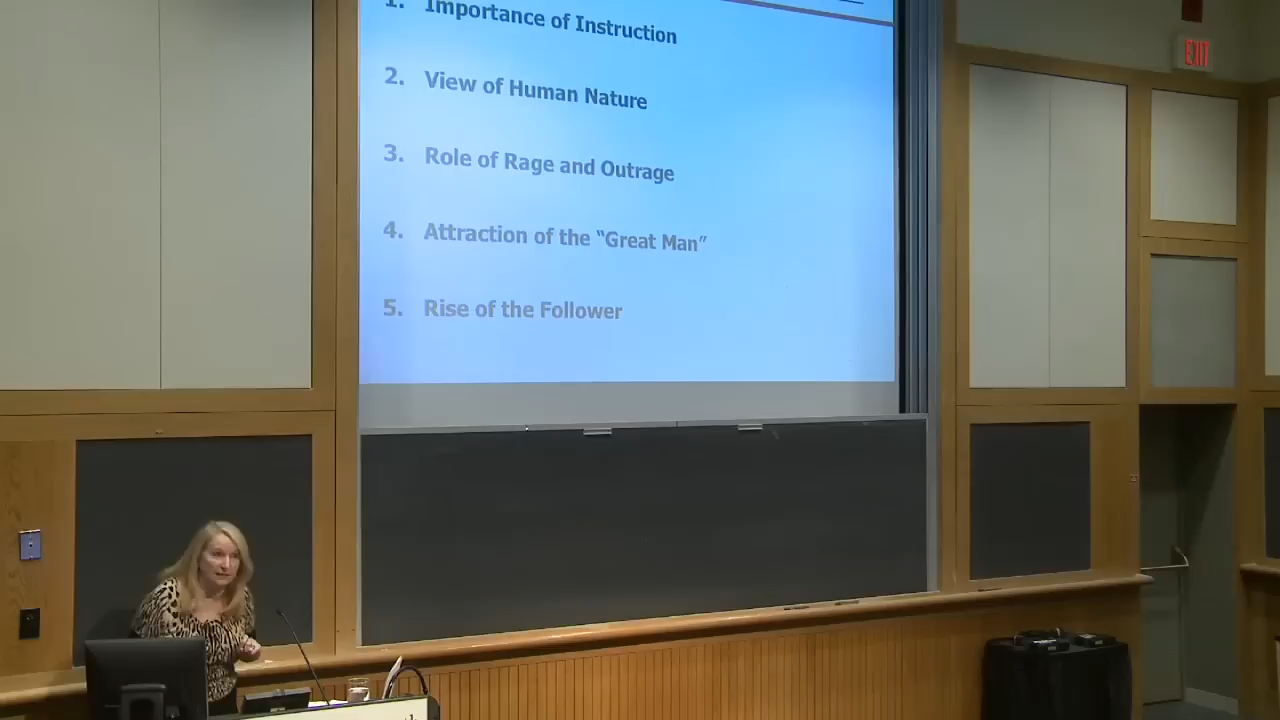 1. Importance of Instruction
EXIT
2. View of Human Nature
3. Role of Rage and Outrage
4. Attraction of the “Great Man”
5. Rise of the Follower